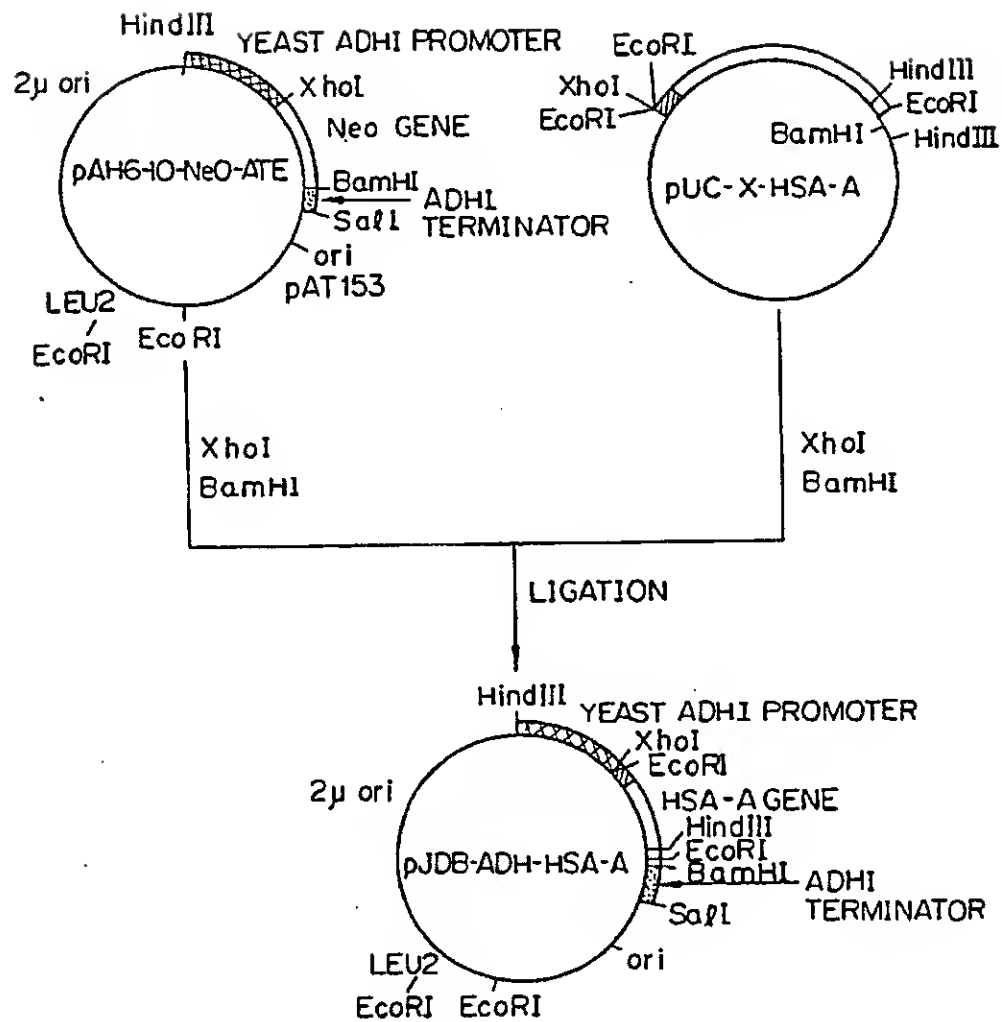 HindIII
YEAST ADHI PROMOTER
2μ ori
XhoI
Neo GENE
pAH6-10-NeO-ATE
BamHI
ADHI
TERMINATOR
SalI
ori
pAT153
LEU2
EcoRI
EcoRI
EcoRI
XhoI
EcoRI
HindIII
EcoRI
BamHI
HindIII
pUC-X-HSA-A
XhoI
BamHI
XhoI
BamHI
LIGATION
HindIII
YEAST ADHI PROMOTER
XhoI
EcoRI
2μ ori
HSA-A GENE
HindIII
EcoRI
BamHI
pJDB-ADH-HSA-A
ADHI
TERMINATOR
SalI
ori
LEU2
EcoRI
EcoRI